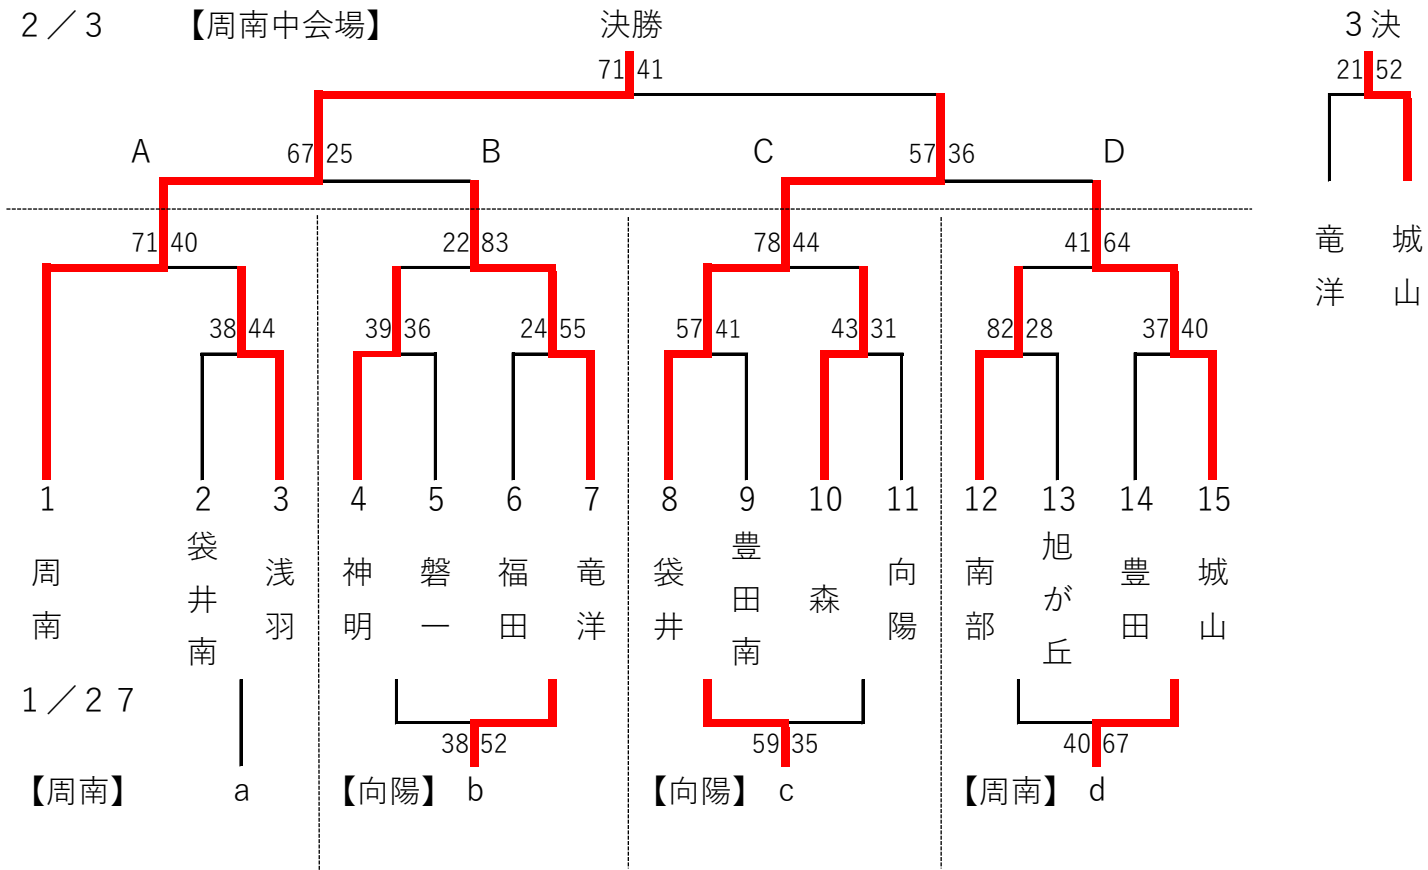 2／3 【周南中会場】 決勝 3決
71 41 21 52
A 67 25 B C 57 36 D
71 40 22 83 78 44 41 64
竜洋 城山
38 44 39 36 24 55 57 41 43 31 82 28 37 40
1 2 3 4 5 6 7 8 9 10 11 12 13 14 15
周南 袋井南 浅羽 神明 磐一 福田 竜洋 袋井 豊田南 森 向陽 南部 旭が丘 豊田 城山
1／27
38 52 59 35 40 67
【周南】 a 【向陽】 b 【向陽】 c 【周南】 d